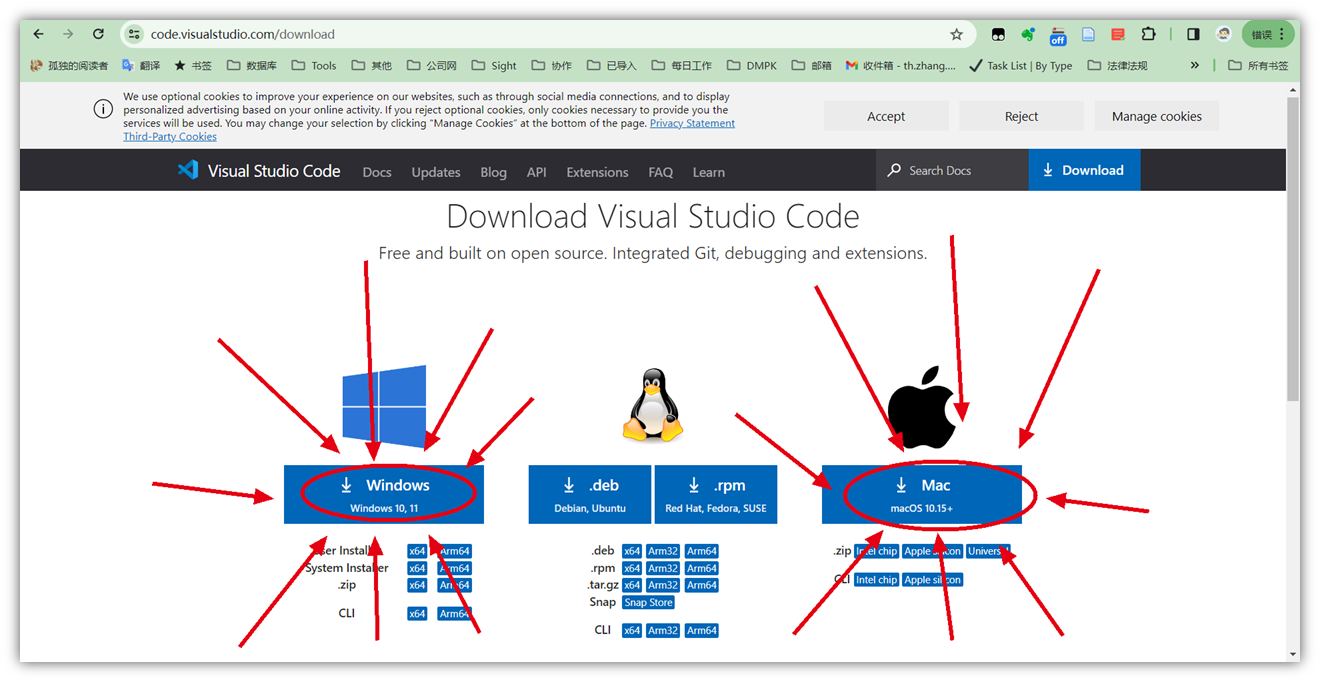 code.visualstudio.com/download
off
错误
孤独的阅读者 翻译 书签 数据库 Tools 其他 公司网 Sight 协作 已导入 每日工作 DMPK 邮箱 收件箱 - th.zhang.... Task List | By Type 法律法规 » 所有书签
We use optional cookies to improve your experience on our websites, such as through social media connections, and to display
personalized advertising based on your online activity. If you reject optional cookies, only cookies necessary to provide you the
services will be used. You may change your selection by clicking "Manage Cookies" at the bottom of the page. Privacy Statement
Third-Party Cookies
Accept Reject Manage cookies
Visual Studio Code Docs Updates Blog API Extensions FAQ Learn Search Docs Download
Download Visual Studio Code
Free and built on open source. Integrated Git, debugging and extensions.
Windows
Windows 10, 11
User Installer x64 Arm64
System Installer x64 Arm64
.zip x64 Arm64
CLI x64 Arm64
.deb
Debian, Ubuntu
.rpm
Red Hat, Fedora, SUSE
.deb x64 Arm32 Arm64
.rpm x64 Arm32 Arm64
.tar.gz x64 Arm32 Arm64
Snap Snap Store
CLI x64 Arm32 Arm64
Mac
macOS 10.15+
.zip Intel chip Apple silicon Universal
CLI Intel chip Apple silicon